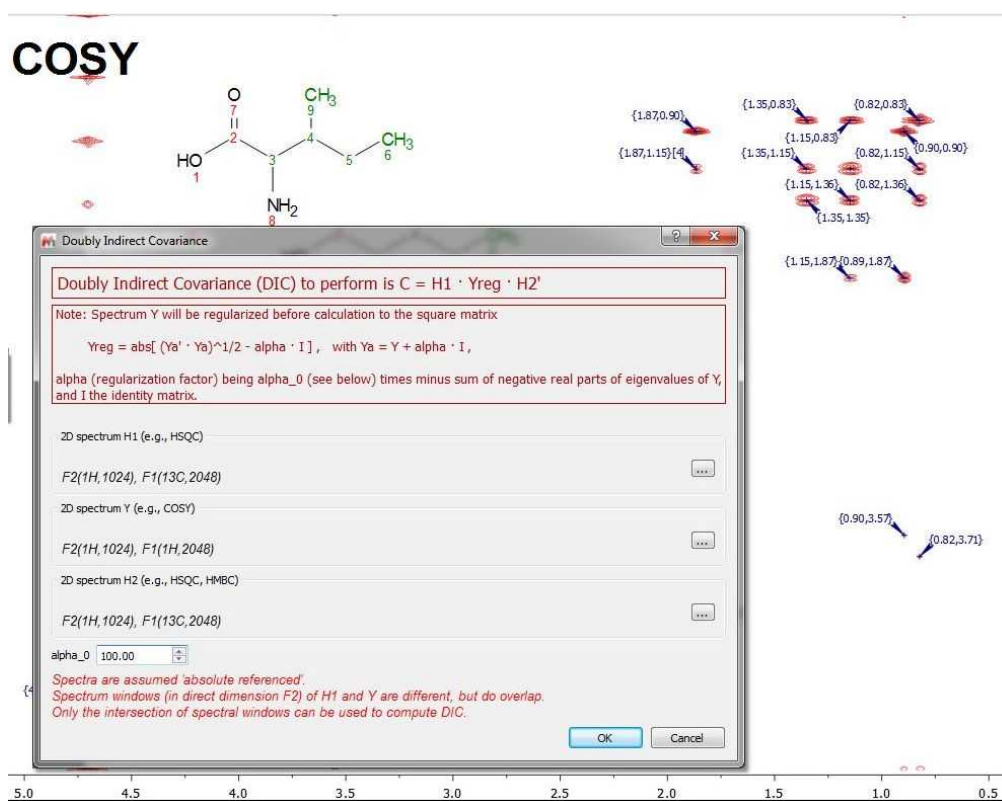 COSY
O
7
CH3
9
2
4
CH3
HO
1
3
5
6
NH2
8
{1.87,0.90}
{1.35,0.83}
{0.82,0.83}
{1.15,0.83}
{0.90,0.90}
{1.87,1.15}[4]
{1.35,1.15}
{0.82,1.15}
{1.15,1.36}
{0.82,1.36}
{1.35,1.35}
{1.15,1.87}
{0.89,1.87}
{0.90,3.57}
{0.82,3.71}
Doubly Indirect Covariance
Doubly Indirect Covariance (DIC) to perform is C = H1 · Yreg · H2'
Note: Spectrum Y will be regularized before calculation to the square matrix
Yreg = abs[ (Ya' · Ya)^1/2 - alpha · I ] , with Ya = Y + alpha · I ,
alpha (regularization factor) being alpha_0 (see below) times minus sum of negative real parts of eigenvalues of Y,
and I the identity matrix.
2D spectrum H1 (e.g., HSQC)
F2(1H,1024), F1(13C,2048)
...
2D spectrum Y (e.g., COSY)
F2(1H,1024), F1(1H,2048)
...
2D spectrum H2 (e.g., HSQC, HMBC)
F2(1H,1024), F1(13C,2048)
...
alpha_0 100.00
Spectra are assumed 'absolute referenced'.
Spectrum windows (in direct dimension F2) of H1 and Y are different, but do overlap.
Only the intersection of spectral windows can be used to compute DIC.
OK Cancel
5.0 4.5 4.0 3.5 3.0 2.5 2.0 1.5 1.0 0.5